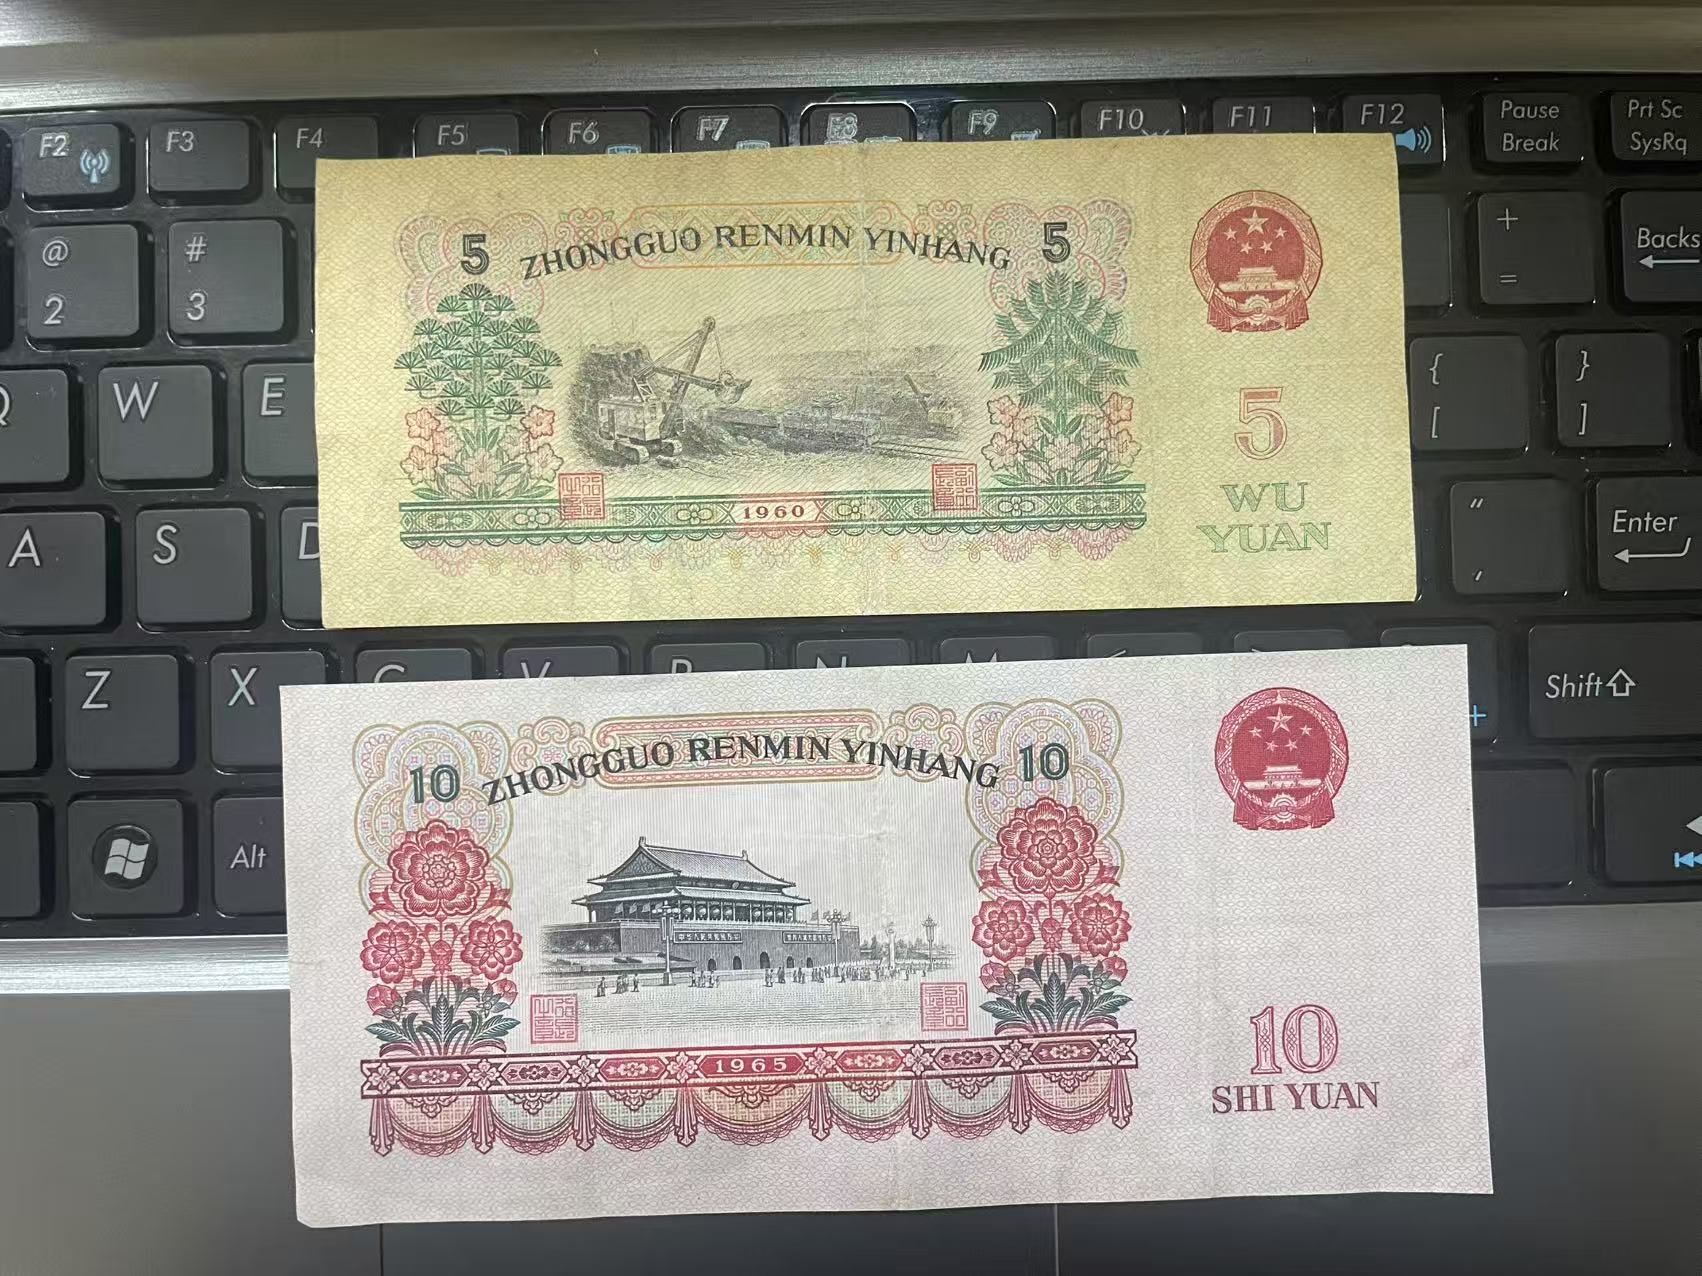 F2 F3 F4 F5 F6 F7 F8 F9 F10 F11 F12 Pause Break Prt Sc SysRq
@ 2 # 3 + = Backs
Q W E { [ } ]
A S D " ' Enter
Z X C V B N M Shift
Alt
5 ZHONGGUO RENMIN YINHANG 5
5
WU
YUAN
1960
10 ZHONGGUO RENMIN YINHANG 10
10
SHI YUAN
1965